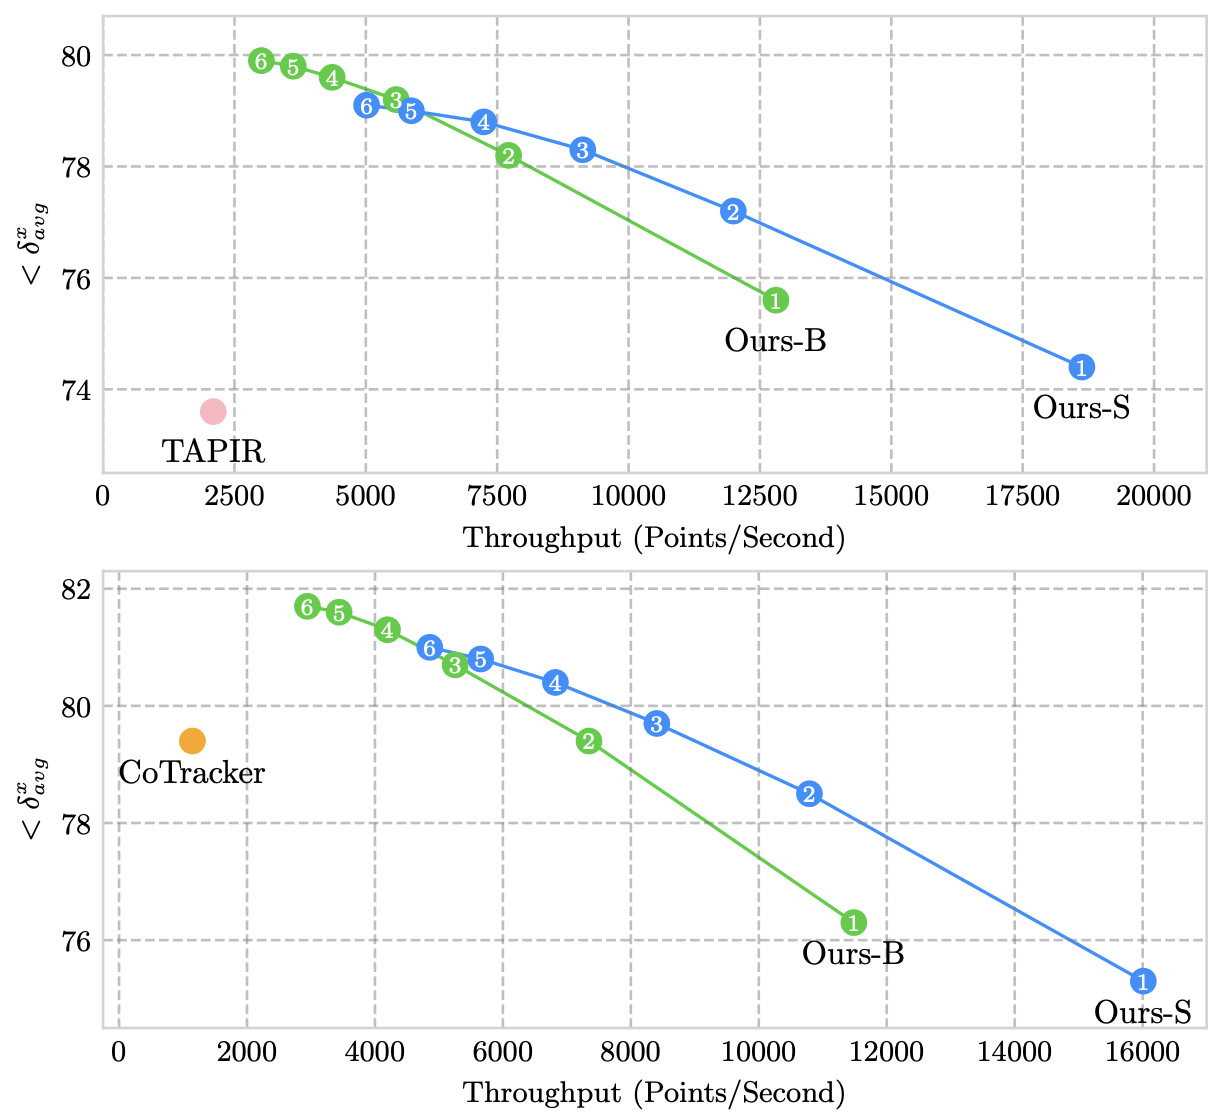 80
78
76
74
< δ^x_avg
6 5 4 3 2 1
6 5 4 3 2 1
Ours-B
Ours-S
TAPIR
0 2500 5000 7500 10000 12500 15000 17500 20000
Throughput (Points/Second)
82
80
78
76
< δ^x_avg
6 5 4 3 2 1
6 5 4 3 2 1
CoTracker
Ours-B
Ours-S
0 2000 4000 6000 8000 10000 12000 14000 16000
Throughput (Points/Second)